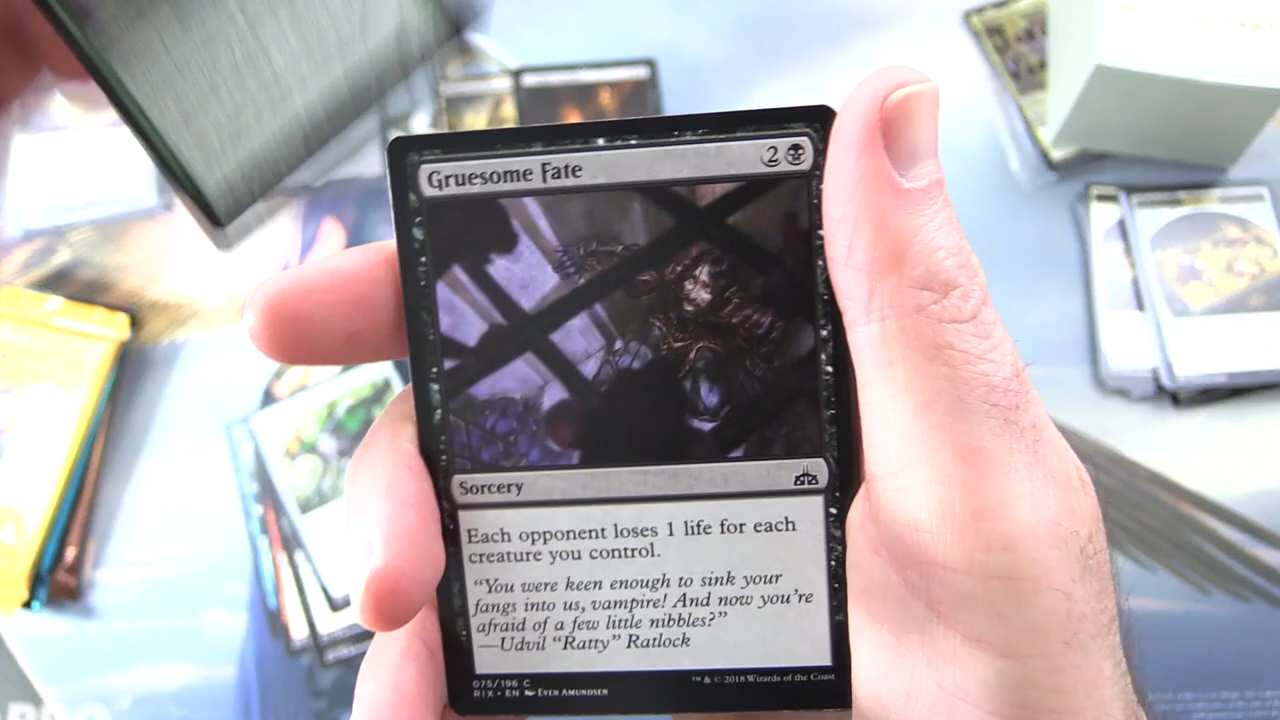 Gruesome Fate
2
Sorcery
Each opponent loses 1 life for each
creature you control.
“You were keen enough to sink your
fangs into us, vampire! And now you’re
afraid of a few little nibbles?”
—Udvil “Ratty” Ratlock
075/196 C
RIX • EN Even Amundsen
™ & © 2018 Wizards of the Coast